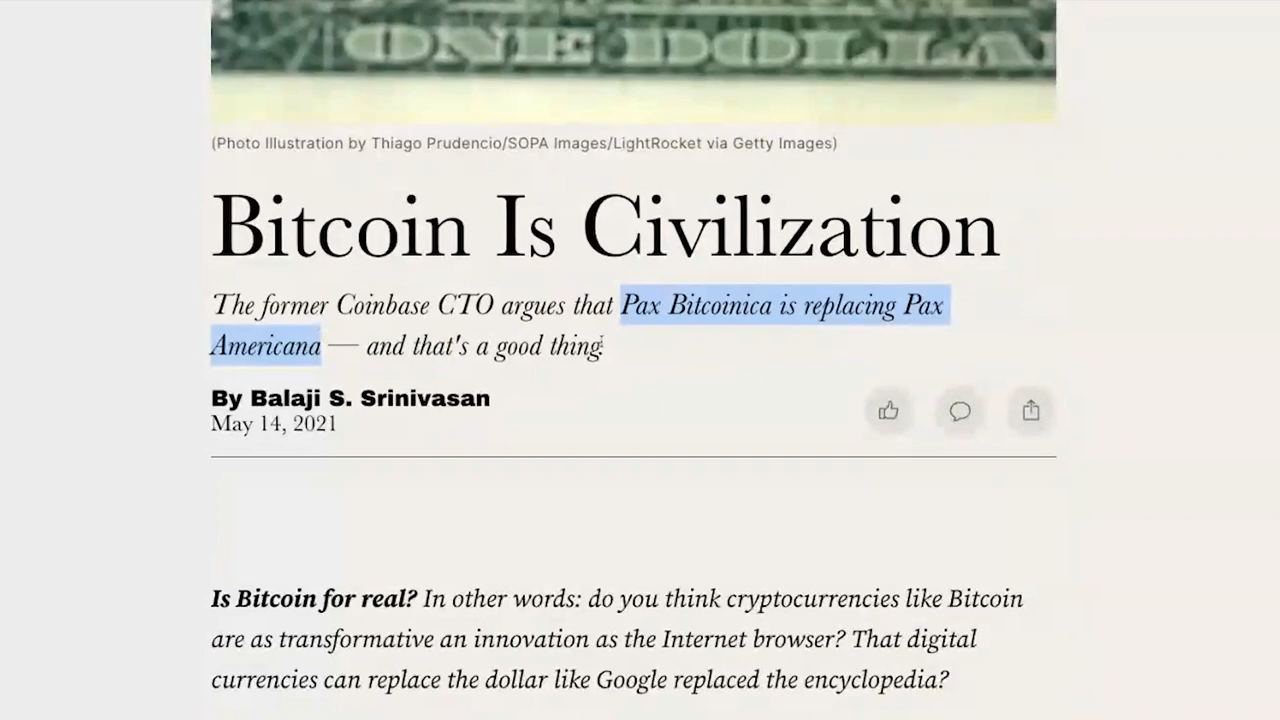 ONE DOLLA
(Photo Illustration by Thiago Prudencio/SOPA Images/LightRocket via Getty Images)
Bitcoin Is Civilization
The former Coinbase CTO argues that Pax Bitcoinica is replacing Pax
Americana — and that's a good thing.
By Balaji S. Srinivasan
May 14, 2021
Is Bitcoin for real? In other words: do you think cryptocurrencies like Bitcoin
are as transformative an innovation as the Internet browser? That digital
currencies can replace the dollar like Google replaced the encyclopedia?